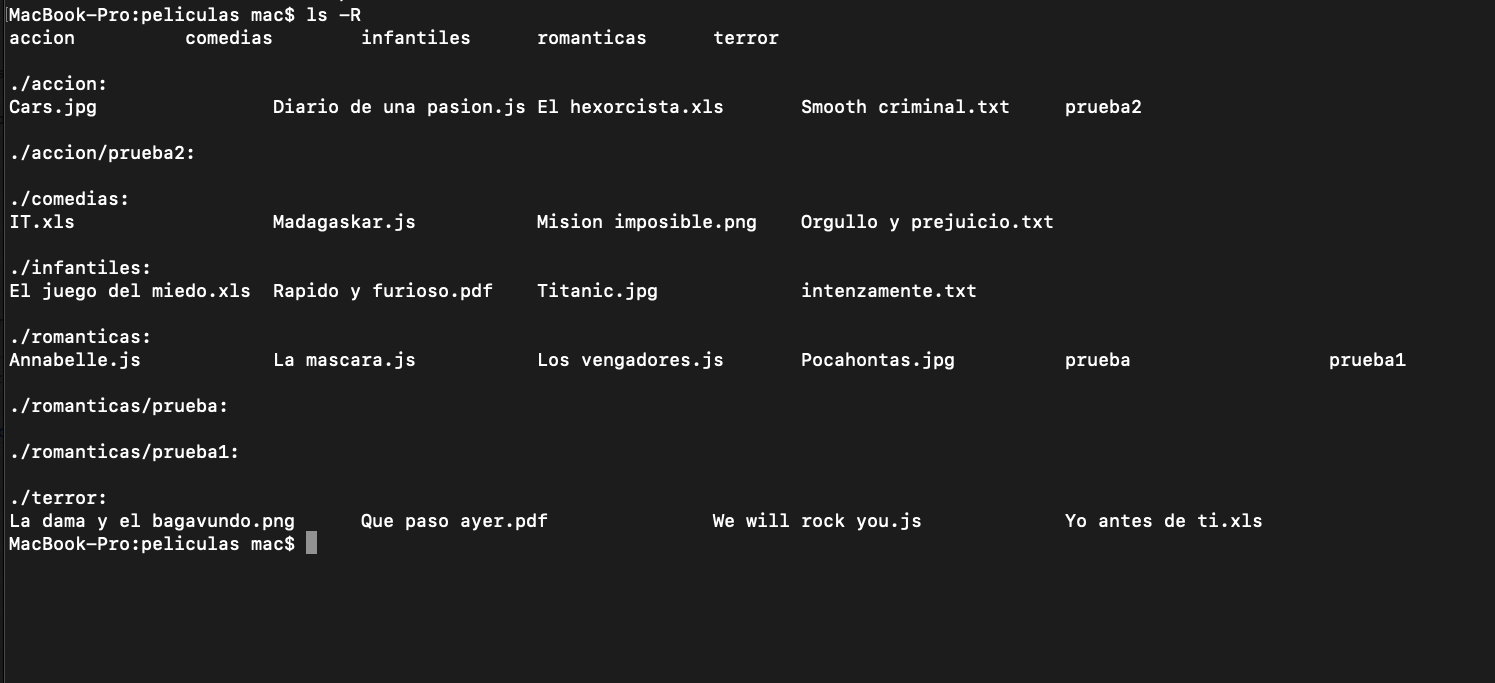 [MacBook-Pro:peliculas mac$ ls -R
accion comedias infantiles romanticas terror
./accion:
Cars.jpg Diario de una pasion.js El hexorcista.xls Smooth criminal.txt prueba2
./accion/prueba2:
./comedias:
IT.xls Madagaskar.js Mision imposible.png Orgullo y prejuicio.txt
./infantiles:
El juego del miedo.xls Rapido y furioso.pdf Titanic.jpg intenzamente.txt
./romanticas:
Annabelle.js La mascara.js Los vengadores.js Pocahontas.jpg prueba prueba1
./romanticas/prueba:
./romanticas/prueba1:
./terror:
La dama y el bagavundo.png Que paso ayer.pdf We will rock you.js Yo antes de ti.xls
MacBook-Pro:peliculas mac$